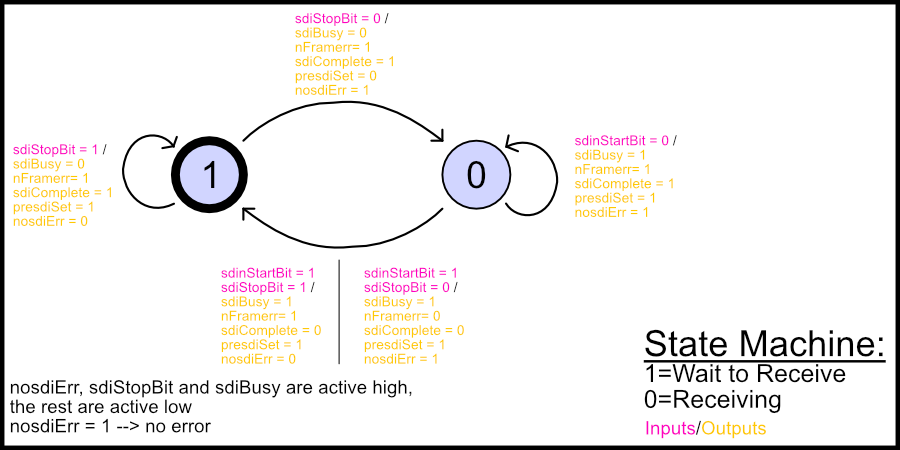 sdiStopBit = 0 /
sdiBusy = 0
nFramerr= 1
sdiComplete = 1
presdiSet = 0
nosdiErr = 1
sdiStopBit = 1 /
sdiBusy = 0
nFramerr= 1
sdiComplete = 1
presdiSet = 1
nosdiErr = 0
1
0
sdinStartBit = 0 /
sdiBusy = 1
nFramerr= 1
sdiComplete = 1
presdiSet = 1
nosdiErr = 1
sdinStartBit = 1
sdiStopBit = 1 /
sdiBusy = 1
nFramerr= 1
sdiComplete = 0
presdiSet = 1
nosdiErr = 0
sdinStartBit = 1
sdiStopBit = 0 /
sdiBusy = 1
nFramerr= 0
sdiComplete = 0
presdiSet = 1
nosdiErr = 1
nosdiErr, sdiStopBit and sdiBusy are active high,
the rest are active low
nosdiErr = 1 --> no error
State Machine:
1=Wait to Receive
0=Receiving
Inputs/Outputs